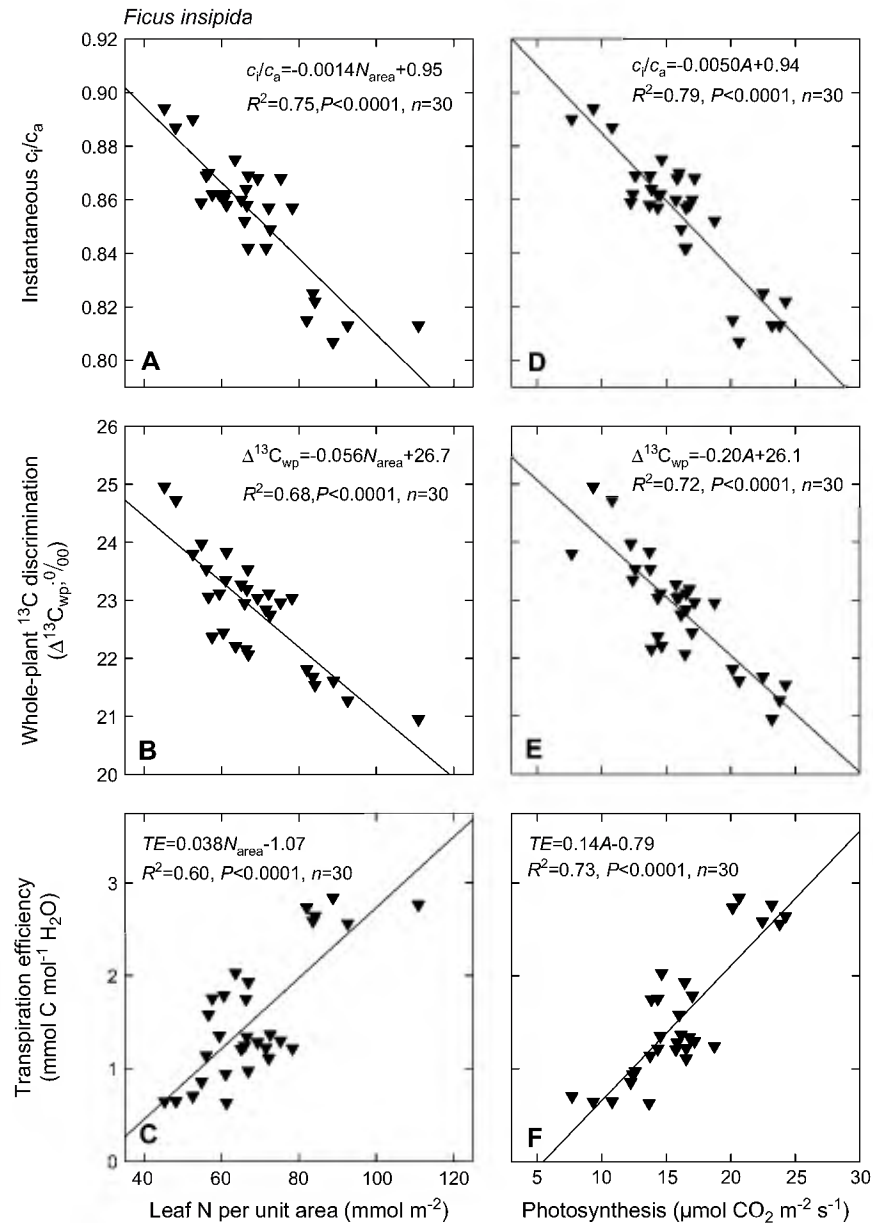 Ficus insipida
0.92
0.90
0.88
0.86
0.84
0.82
0.80
Instantaneous cᵢ/cₐ
cᵢ/cₐ=-0.0014N_area+0.95
R²=0.75,P<0.0001, n=30
A
cᵢ/cₐ=-0.0050A+0.94
R²=0.79, P<0.0001, n=30
D
26
25
24
23
22
21
20
Whole-plant ¹³C discrimination
(Δ¹³C_wp, ‰)
Δ¹³C_wp=-0.056N_area+26.7
R²=0.68,P<0.0001, n=30
B
Δ¹³C_wp=-0.20A+26.1
R²=0.72, P<0.0001, n=30
E
3
2
1
0
Transpiration efficiency
(mmol C mol⁻¹ H₂O)
TE=0.038N_area-1.07
R²=0.60, P<0.0001, n=30
C
TE=0.14A-0.79
R²=0.73, P<0.0001, n=30
F
40 60 80 100 120
Leaf N per unit area (mmol m⁻²)
5 10 15 20 25 30
Photosynthesis (μmol CO₂ m⁻² s⁻¹)